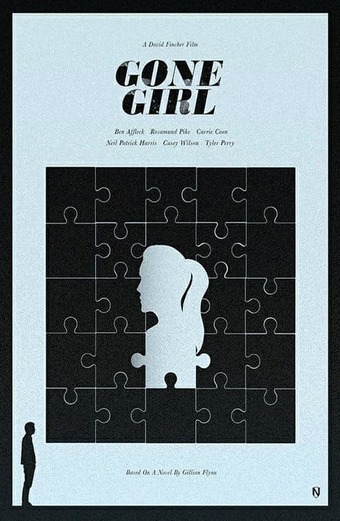 A David Fincher Film
GONE
GIRL
Ben Affleck Rosamund Pike Carrie Coon
Neil Patrick Harris Casey Wilson Tyler Perry
Based On A Novel By Gillian Flynn